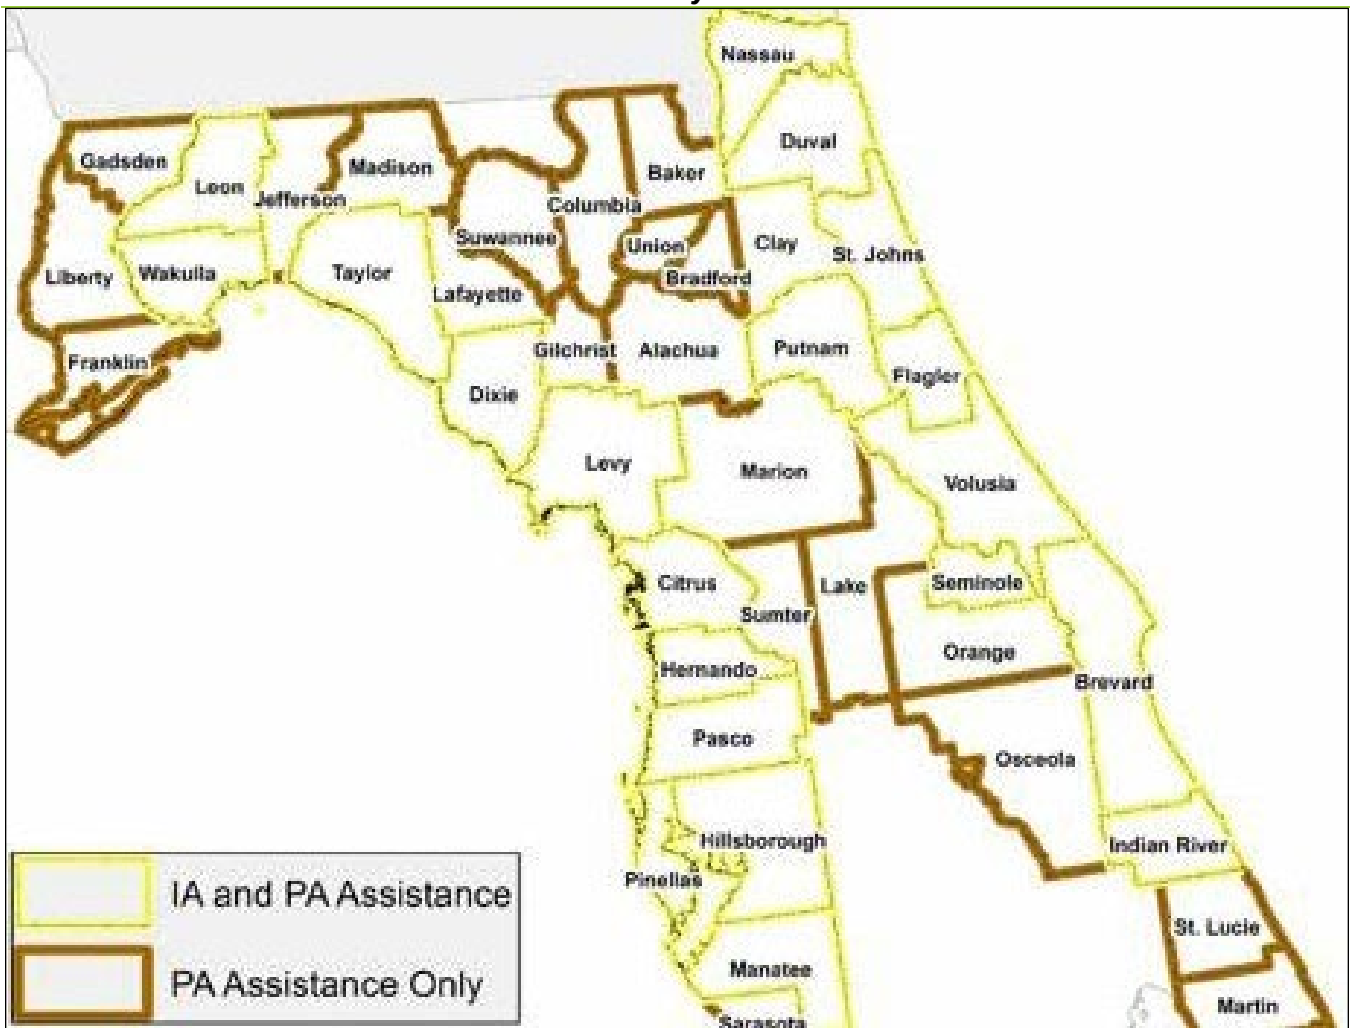 Nassau
Duval
Gadsden
Leon
Jefferson
Madison
Baker
Columbia
Suwannee
Union
Clay
St. Johns
Liberty
Wakulla
Taylor
Lafayette
Bradford
Franklin
Gilchrist
Alachua
Putnam
Flagler
Dixie
Levy
Marion
Volusia
Citrus
Sumter
Lake
Seminole
Hernando
Orange
Brevard
Pasco
Osceola
Hillsborough
Indian River
Pinellas
St. Lucie
Manatee
Martin
Sarasota
IA and PA Assistance
PA Assistance Only